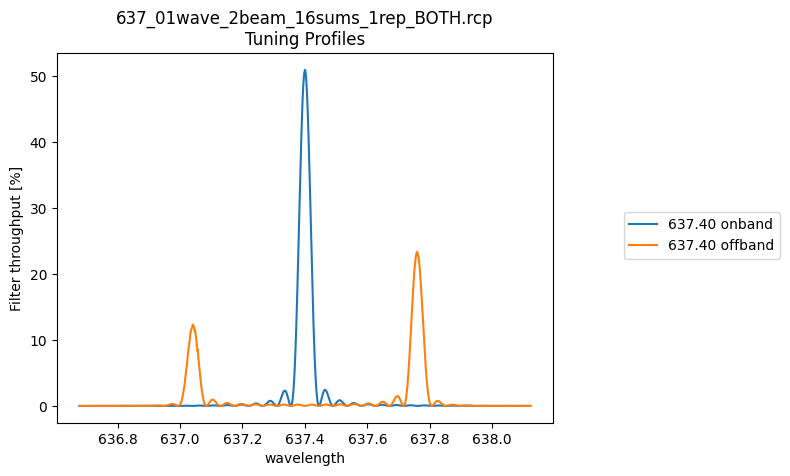 637_01wave_2beam_16sums_1rep_BOTH.rcp
Tuning Profiles
Filter throughput [%]
50
40
30
20
10
0
636.8 637.0 637.2 637.4 637.6 637.8 638.0
wavelength
637.40 onband
637.40 offband